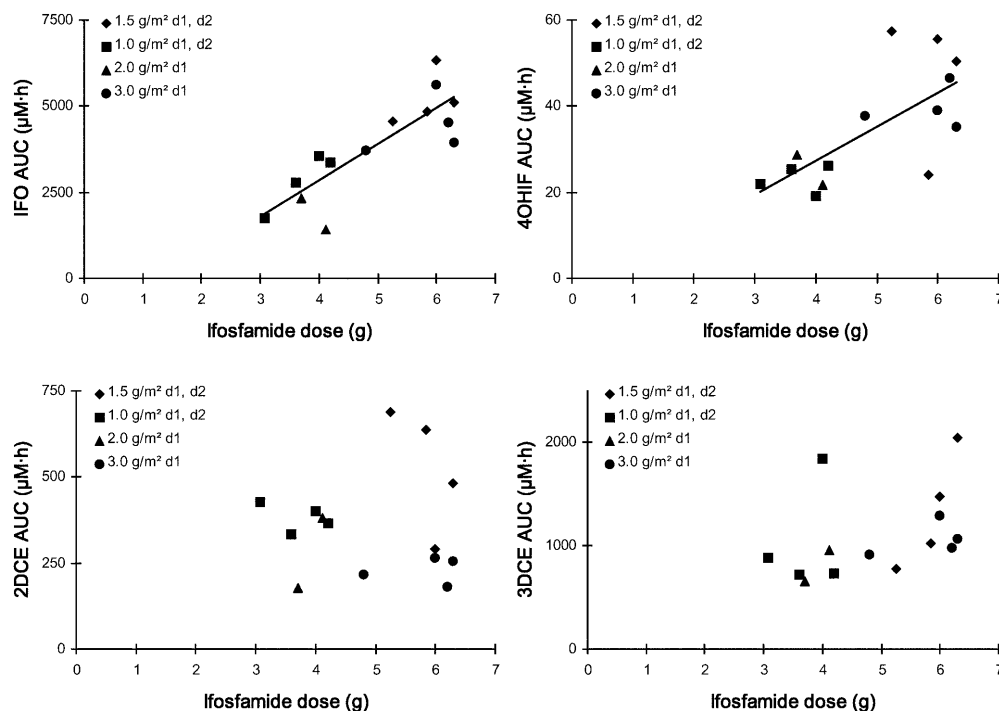 7500
5000
2500
0
IFO AUC (µM·h)
◆ 1.5 g/m² d1, d2
■ 1.0 g/m² d1, d2
▲ 2.0 g/m² d1
● 3.0 g/m² d1
0 1 2 3 4 5 6 7
Ifosfamide dose (g)
60
40
20
0
4OHIF AUC (µM·h)
◆ 1.5 g/m² d1, d2
■ 1.0 g/m² d1, d2
▲ 2.0 g/m² d1
● 3.0 g/m² d1
0 1 2 3 4 5 6 7
Ifosfamide dose (g)
750
500
250
0
2DCE AUC (µM·h)
◆ 1.5 g/m² d1, d2
■ 1.0 g/m² d1, d2
▲ 2.0 g/m² d1
● 3.0 g/m² d1
0 1 2 3 4 5 6 7
Ifosfamide dose (g)
2000
1000
0
3DCE AUC (µM·h)
◆ 1.5 g/m² d1, d2
■ 1.0 g/m² d1, d2
▲ 2.0 g/m² d1
● 3.0 g/m² d1
0 1 2 3 4 5 6 7
Ifosfamide dose (g)